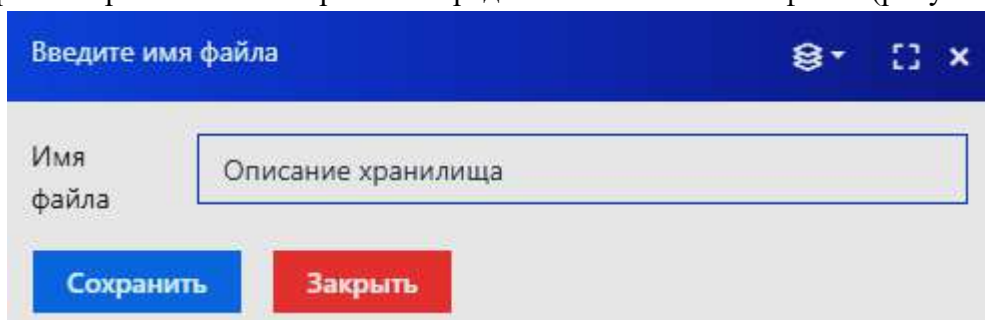 Введите имя файла
Имя
файла
Описание хранилища
Сохранить
Закрыть